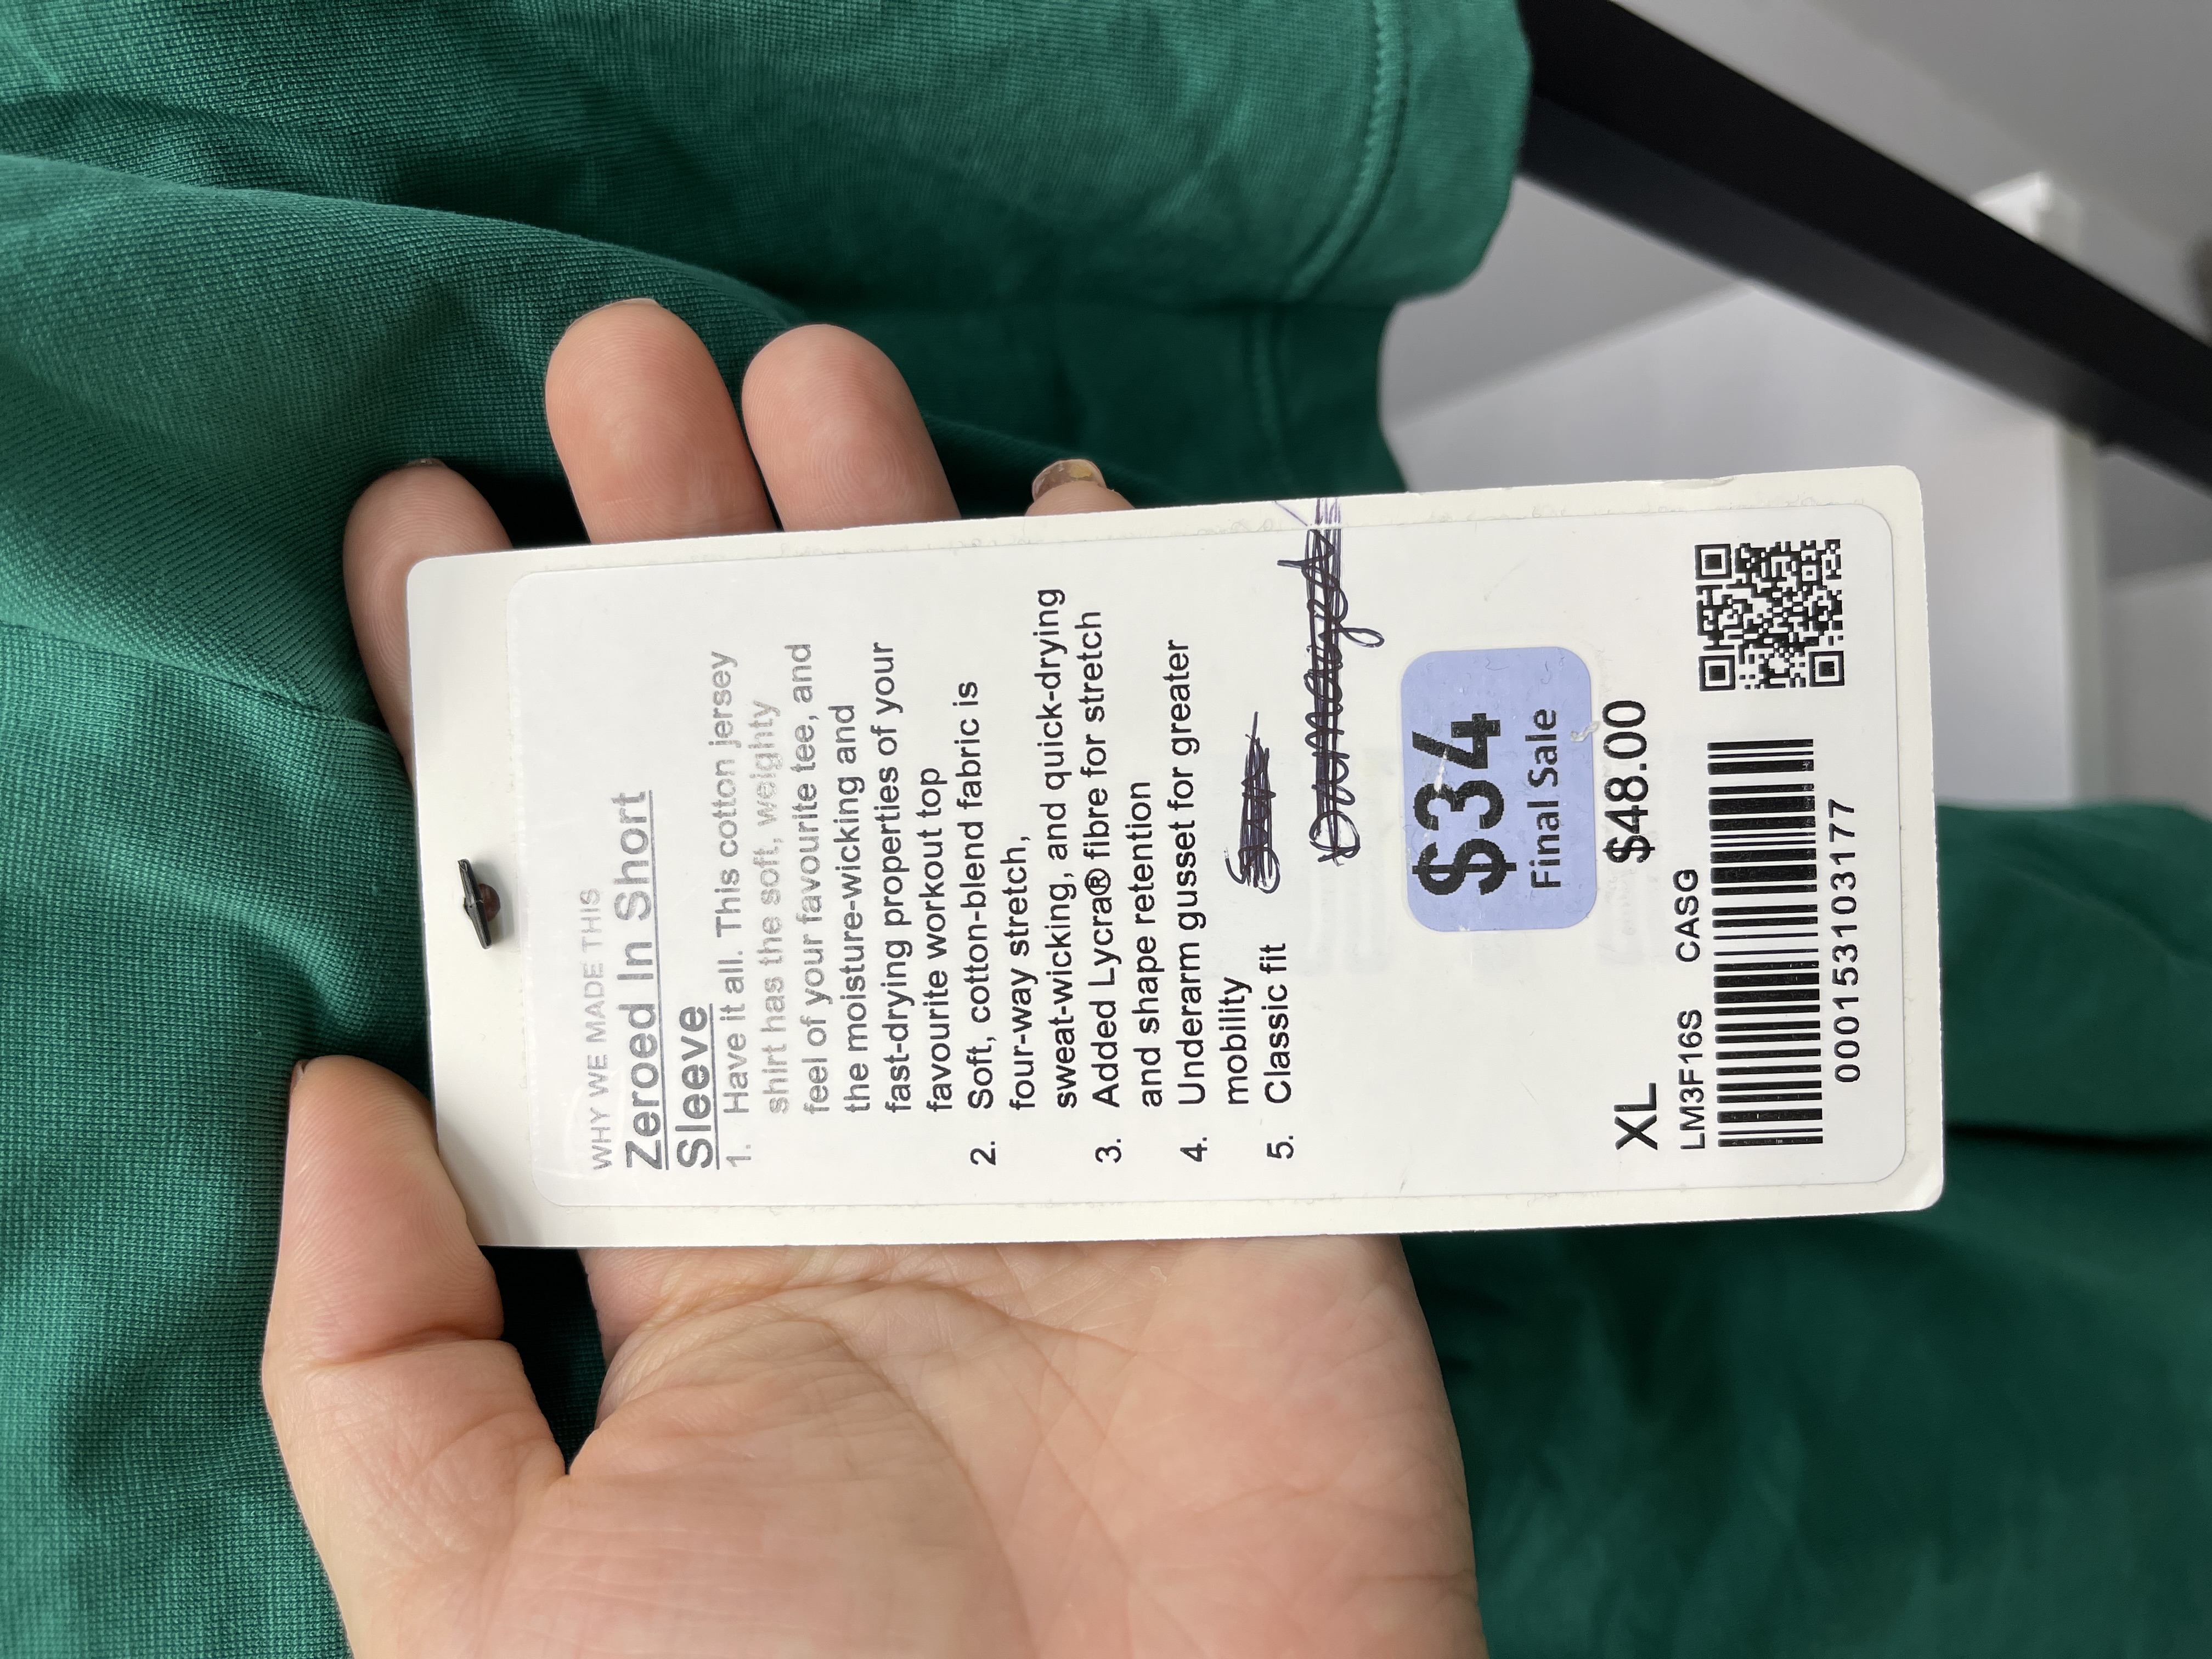 WHY WE MADE THIS
Zeroed In Short
Sleeve
1. Have it all. This cotton jersey
shirt has the soft, weighty
feel of your favourite tee, and
the moisture-wicking and
fast-drying properties of your
favourite workout top
2. Soft, cotton-blend fabric is
four-way stretch,
sweat-wicking, and quick-drying
3. Added Lycra® fibre for stretch
and shape retention
4. Underarm gusset for greater
mobility
5. Classic fit
Damaged
$34
Final Sale
XL $48.00
LM3F16S CASG
000153103177